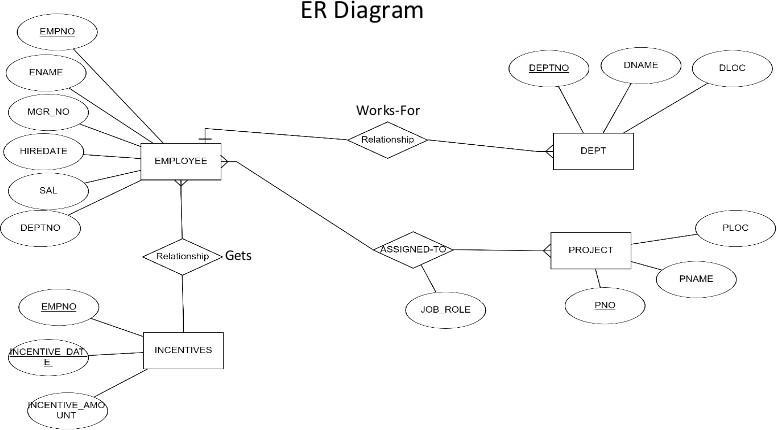 ER Diagram
EMPNO
ENAME
MGR_NO
HIREDATE
SAL
DEPTNO
EMPLOYEE
Works-For
Relationship
DEPTNO
DNAME
DLOC
DEPT
Relationship
Gets
ASSIGNED-TO
JOB_ROLE
PROJECT
PLOC
PNAME
PNO
EMPNO
INCENTIVE_DAT
E
INCENTIVE_AMO
UNT
INCENTIVES